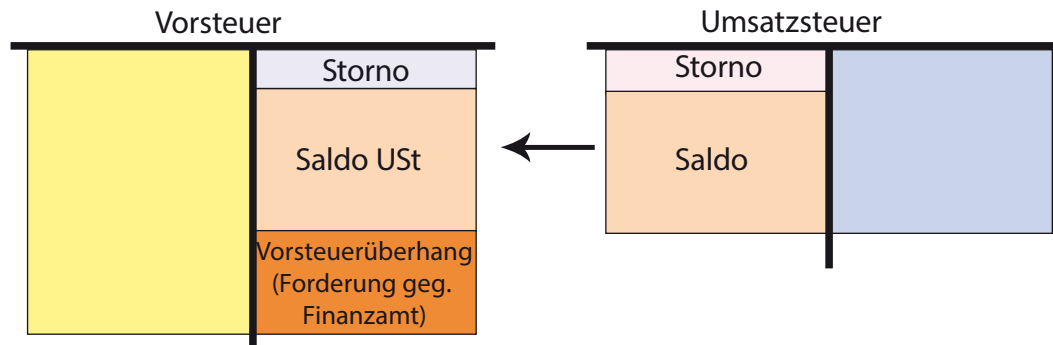 Vorsteuer
Storno
Saldo USt
Vorsteuerüberhang
(Forderung geg.
Finanzamt)
Umsatzsteuer
Storno
Saldo